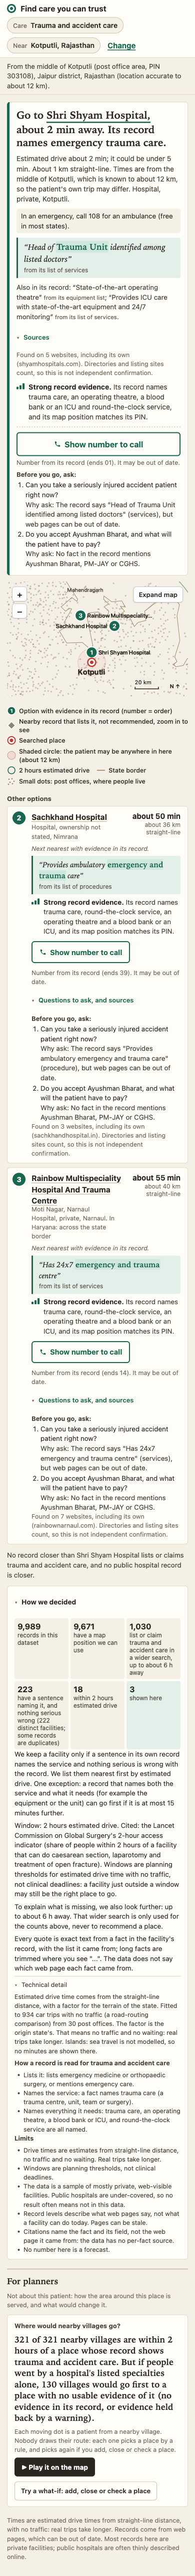 Find care you can trust
Care Trauma and accident care
Near Kotputli, Rajasthan Change
From the middle of Kotputli (post office area, PIN
303108), Jaipur district, Rajasthan (location accurate to
about 12 km).
Go to Shri Shyam Hospital,
about 2 min away. Its record
names emergency trauma care.
Estimated drive about 2 min; it could be under 5
min. About 1 km straight-line. Times are from the
middle of Kotputli, which is known to about 12 km,
so the patient's own trip may differ. Hospital,
private, Kotputli.
In an emergency, call 108 for an ambulance (free
in most states).
“Head of Trauma Unit identified among
listed doctors”
from its list of services
Also in its record: “State-of-the-art operating
theatre” from its equipment list; “Provides ICU care
with state-of-the-art equipment and 24/7
monitoring” from its list of services.
Sources
Found on 5 websites, including its own
(shyamhospitals.com). Directories and listing sites
count, so this is not independent confirmation.
Strong record evidence. Its record names
trauma care, an operating theatre, a blood
bank or an ICU and round-the-clock service,
and its map position matches its PIN.
Show number to call
Number from its record (ends 01). It may be out of date.
Before you go, ask:
1. Can you take a seriously injured accident patient
right now?
Why ask: The record says "Head of Trauma Unit
identified among listed doctors" (services), but
web pages can be out of date.
2. Do you accept Ayushman Bharat, and what
will the patient have to pay?
Why ask: No fact in the record mentions
Ayushman Bharat, PM-JAY or CGHS.
+
−
Expand map
Mahendragarh
3 Rainbow Multispeciality...
Sachkhand Hospital 2
1 Shri Shyam Hospital
Kotputli
20 km
N ↑
1 Option with evidence in its record (number = order)
Nearby record that lists it, not recommended, zoom in to
see
Searched place
Shaded circle: the patient may be anywhere in here
(about 12 km)
2 hours estimated drive State border
Small dots: post offices, where people live
Other options
2 Sachkhand Hospital about 50 min
Hospital, ownership not about 36 km
stated, Nimrana straight-line
Next nearest with evidence in its record.
“Provides ambulatory emergency and
trauma care”
from its list of procedures
Strong record evidence. Its record names
trauma care, round-the-clock service, an
operating theatre and a blood bank or an
ICU, and its map position matches its PIN.
Show number to call
Number from its record (ends 39). It may be out of
date.
Questions to ask, and sources
Before you go, ask:
1. Can you take a seriously injured accident
patient right now?
Why ask: The record says "Provides
ambulatory emergency and trauma care"
(procedure), but web pages can be out of
date.
2. Do you accept Ayushman Bharat, and what
will the patient have to pay?
Why ask: No fact in the record mentions
Ayushman Bharat, PM-JAY or CGHS.
Found on 3 websites, including its own
(sachkhandhospital.in). Directories and listing
sites count, so this is not independent
confirmation.
3 Rainbow Multispeciality about 55 min
Hospital And Trauma about 40 km
Centre straight-line
Moti Nagar, Narnaul
Hospital, private, Narnaul. In
Haryana: across the state
border
Next nearest with evidence in its record.
“Has 24x7 emergency and trauma
centre”
from its list of services
Strong record evidence. Its record names
trauma care, round-the-clock service, an
operating theatre and a blood bank or an
ICU, and its map position matches its PIN.
Show number to call
Number from its record (ends 14). It may be out of
date.
Questions to ask, and sources
Before you go, ask:
1. Can you take a seriously injured accident
patient right now?
Why ask: The record says "Has 24x7
emergency and trauma centre" (services),
but web pages can be out of date.
2. Do you accept Ayushman Bharat, and what
will the patient have to pay?
Why ask: No fact in the record mentions
Ayushman Bharat, PM-JAY or CGHS.
Found on 7 websites, including its own
(rainbownarnaul.com). Directories and listing
sites count, so this is not independent confirmation.
No record closer than Shri Shyam Hospital lists or claims
trauma and accident care, and no public hospital record
is closer.
How we decided
9,989
records in this
dataset
9,671
have a map
position we can
use
1,030
list or claim
trauma and
accident care in
a wider search,
up to about 6 h
away
223
have a sentence
naming it, and
nothing serious
wrong (222
distinct facilities;
some records
are duplicates)
18
within 2 hours
estimated drive
3
shown here
We keep a facility only if a sentence in its own record
names the service and nothing serious is wrong with
the record. We list them nearest first by estimated
drive. One exception: a record that names both the
service and what it needs (for example the
equipment or the unit) can go first if it is at most 15
minutes further.
Window: 2 hours estimated drive. Cited: the Lancet
Commission on Global Surgery's 2-hour access
indicator (share of people within 2 hours of a facility
that can do caesarean section, laparotomy and
treatment of open fracture). Windows are planning
thresholds for estimated drive time with no traffic,
not clinical deadlines: a facility just outside a window
may still be the right one to go to.
To explain what is missing, we also look further: up
to about 6 h away. That wider search is used for the
counts above, never to recommend a place.
Every quote is exact text from a fact in the facility's
record, with the list it came from; long facts are
trimmed where you see "...". The data does not say
which web page each fact came from.
Technical detail
Estimated drive time comes from the straight-line
distance, with a factor for the terrain of the state. Fitted
to 934 car trips with no traffic (a road-routing
comparison) from 30 post offices. The factor is the
origin state's. That means no traffic and no waiting: real
trips take longer. Islands: sea travel is not modelled, so
no minutes are shown there.
How a record is read for trauma and accident care
Lists it: lists emergency medicine or orthopedic
surgery, or mentions emergency care.
Names the service: a fact names trauma care (a
trauma centre, unit, team or surgery).
Names everything it needs: trauma care, an operating
theatre, a blood bank or ICU, and round-the-clock
service are all named.
Limits
Drive times are estimates from straight-line distance,
no traffic and no waiting. Real trips take longer.
Windows are planning thresholds, not clinical
deadlines.
The data is a sample of mostly private, web-visible
facilities. Public hospitals are under-covered, so no
result often means not in this data.
Record levels describe what web pages say, not what
a facility can do today. Pages can be stale.
Citations name the fact and its field, not the web
page it came from: the data has no per-fact source.
No number here is a forecast.
For planners
Not about this patient: how the area around this place is
served, and what would change it.
Where would nearby villages go?
321 of 321 nearby villages are within 2
hours of a place whose record shows
trauma and accident care. But if people
went by a hospital's listed specialties
alone, 130 villages would go first to a
place with no usable evidence of it (no
evidence in its record, or evidence held
back by a warning).
Each moving dot is a patient from a nearby village.
Nobody draws their route: each one picks a place by a
rule, and picks again if you add, close or check a place.
▶ Play it on the map
Try a what-if: add, close or check a place
Times are estimated drive times from straight-line distance,
with no traffic: real trips take longer. Records come from web
pages, which can be out of date. Most records here are
private facilities; public hospitals are often thinly described
online.